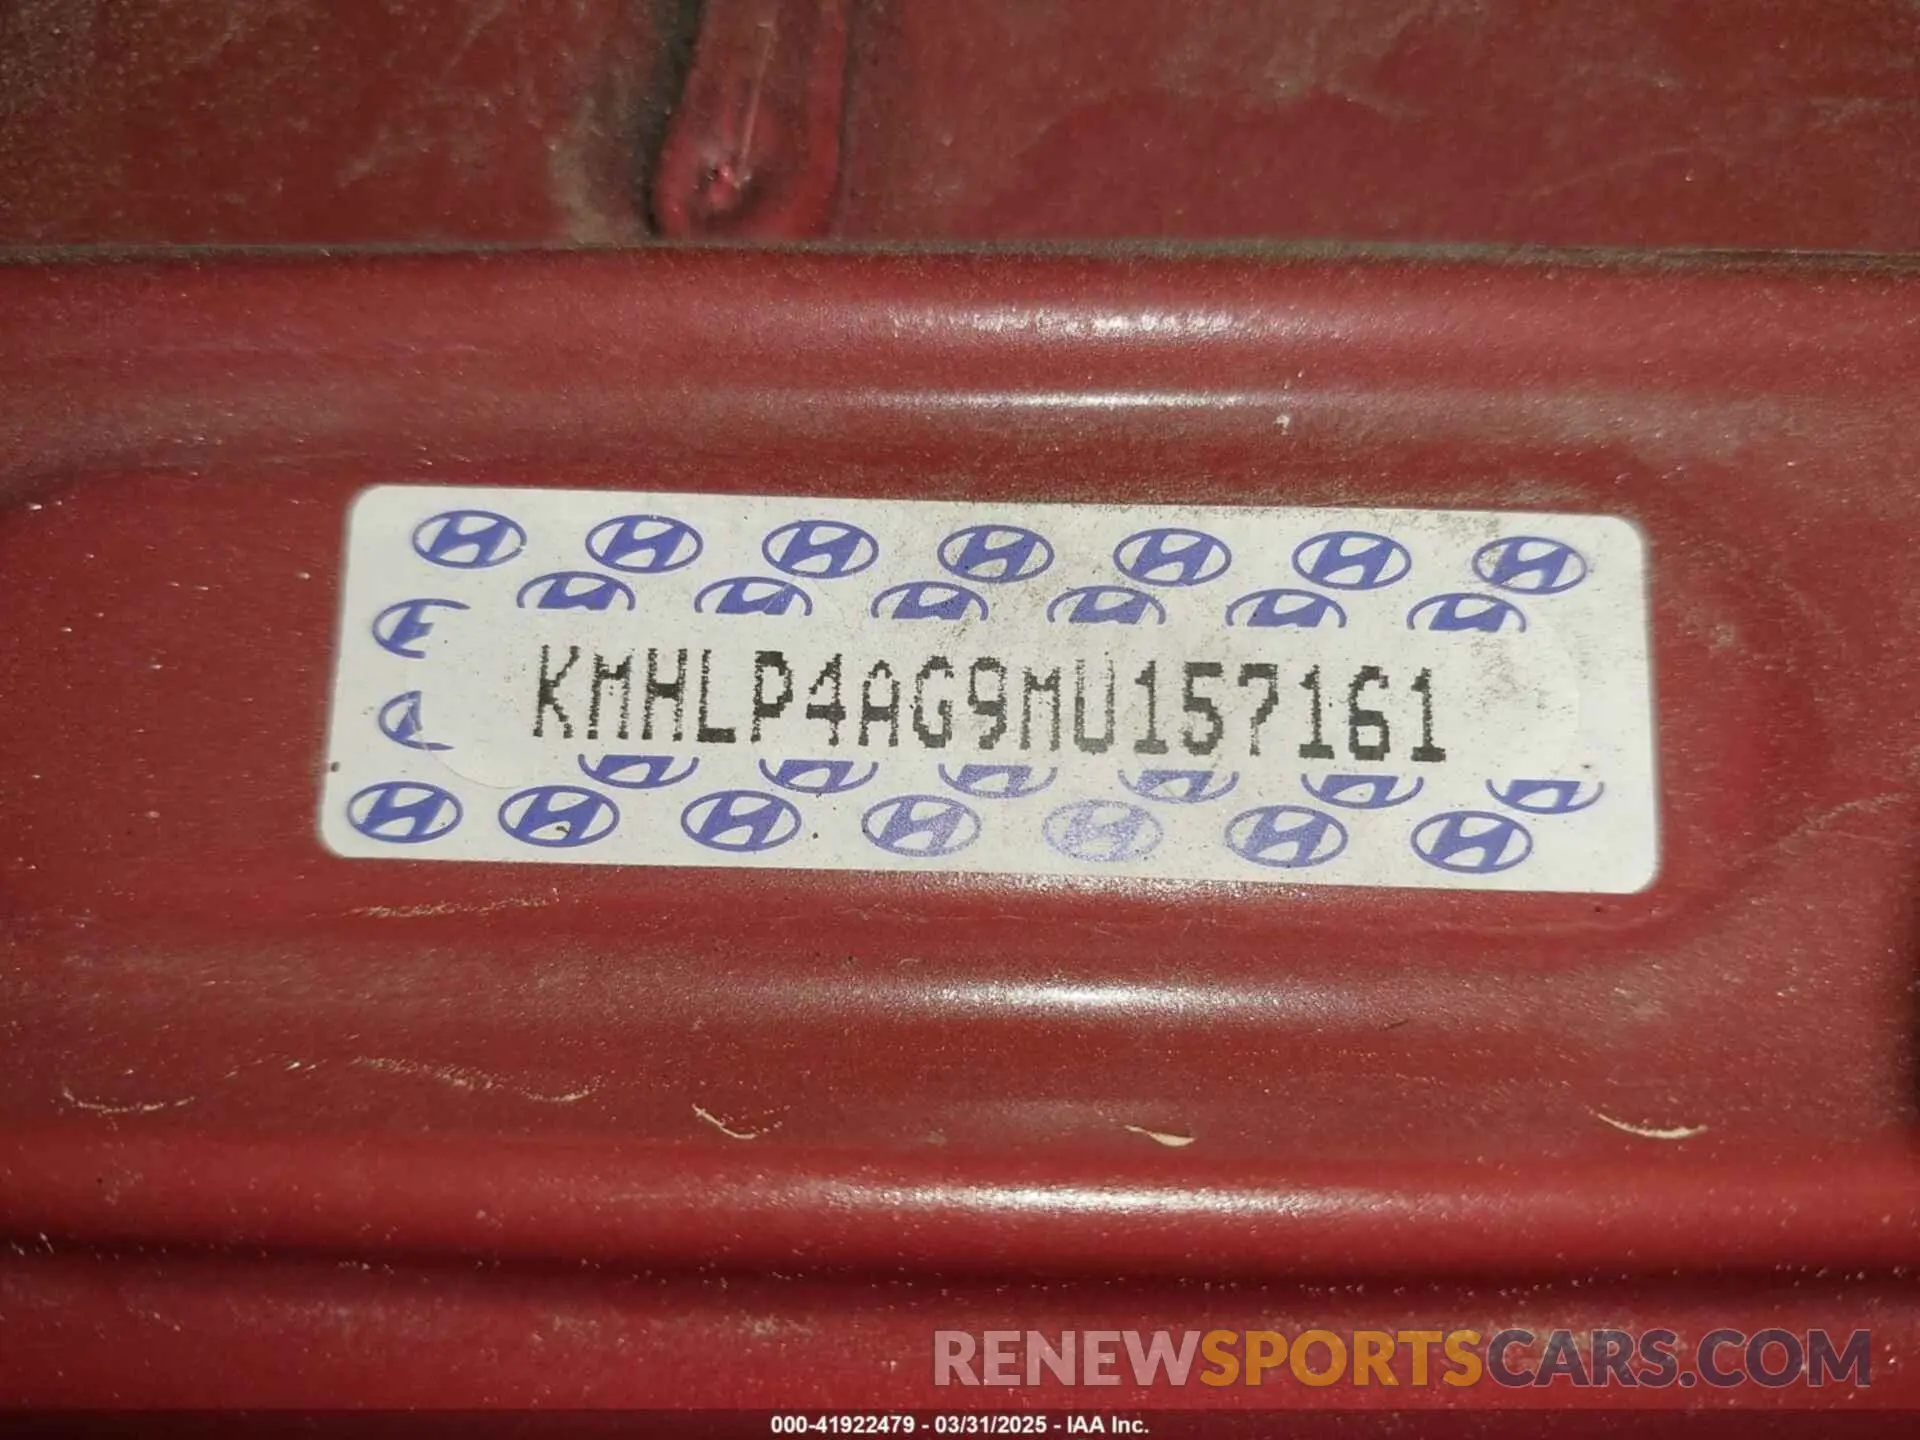 KMHLP4AG9MU157161
RENEWSPORTSCARS.COM
000-41922479 - 03/31/2025 - IAA Inc.